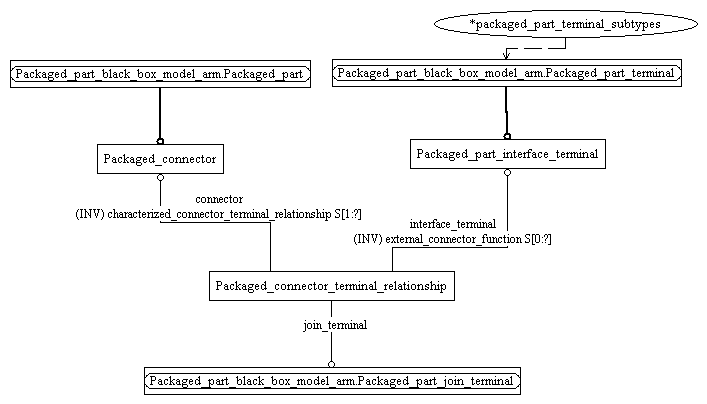 *packaged_part_terminal_subtypes
Packaged_part_black_box_model_arm.Packaged_part
Packaged_part_black_box_model_arm.Packaged_part_terminal
Packaged_connector
Packaged_part_interface_terminal
connector
(INV) characterized_connector_terminal_relationship S[1:?]
interface_terminal
(INV) external_connector_function S[0:?]
Packaged_connector_terminal_relationship
join_terminal
Packaged_part_black_box_model_arm.Packaged_part_join_terminal